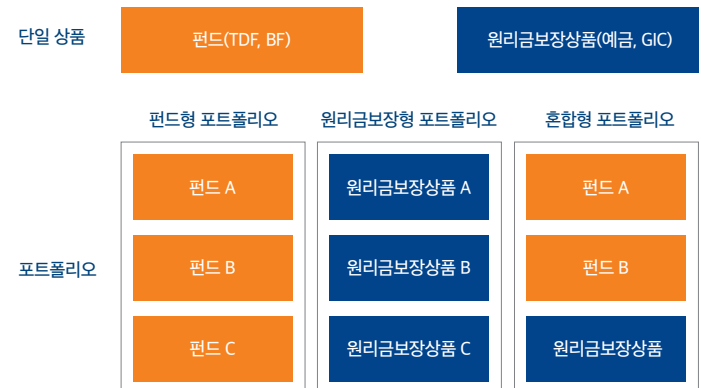 단일 상품
펀드(TDF, BF)
원리금보장상품(예금, GIC)
펀드형 포트폴리오
원리금보장형 포트폴리오
혼합형 포트폴리오
포트폴리오
펀드 A
원리금보장상품 A
펀드 A
펀드 B
원리금보장상품 B
펀드 B
펀드 C
원리금보장상품 C
원리금보장상품